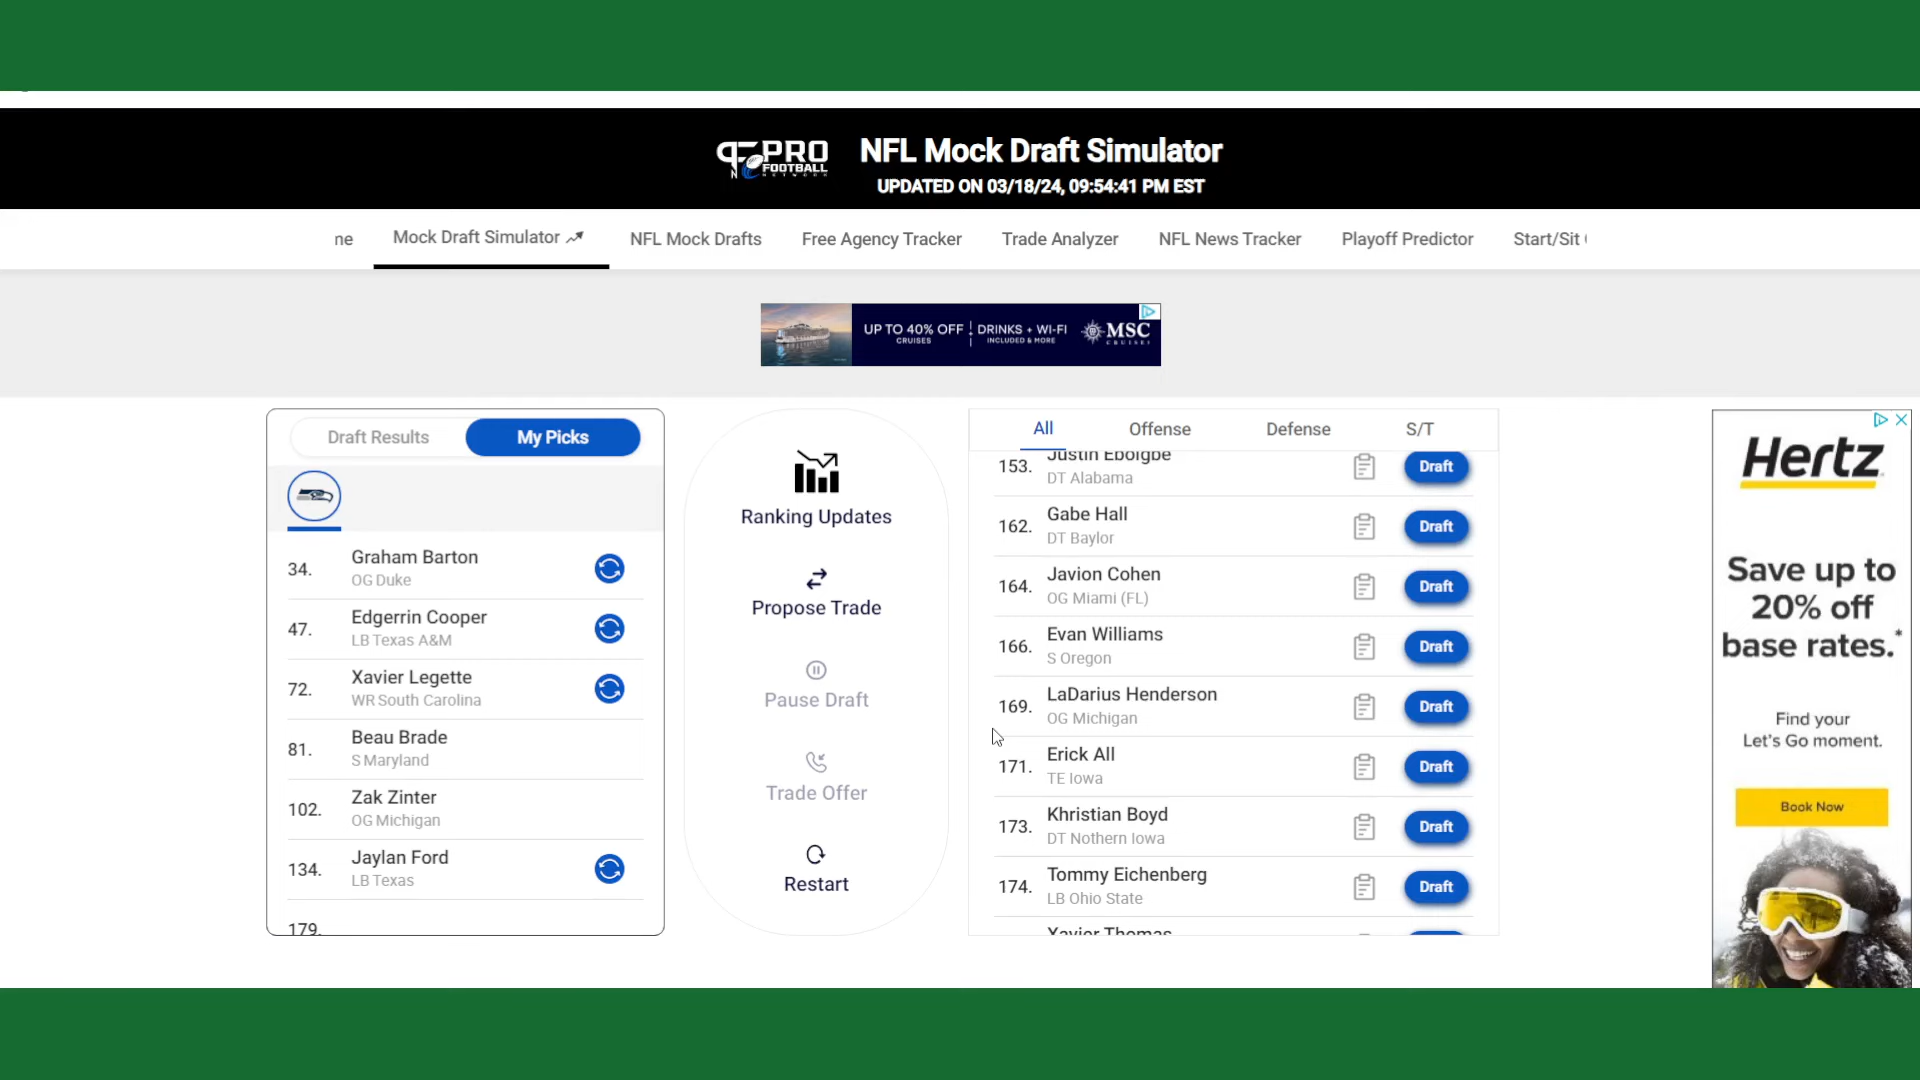 PRO
FOOTBALL
NETWORK
NFL Mock Draft Simulator
UPDATED ON 03/18/24, 09:54:41 PM EST
ne
Mock Draft Simulator
NFL Mock Drafts
Free Agency Tracker
Trade Analyzer
NFL News Tracker
Playoff Predictor
Start/Sit
UP TO 40% OFF
CRUISES
DRINKS + WI-FI
INCLUDED & MORE
MSC
CRUISES
Draft Results
My Picks
34.
Graham Barton
OG Duke
47.
Edgerrin Cooper
LB Texas A&M
72.
Xavier Legette
WR South Carolina
81.
Beau Brade
S Maryland
102.
Zak Zinter
OG Michigan
134.
Jaylan Ford
LB Texas
179.
Ranking Updates
Propose Trade
Pause Draft
Trade Offer
Restart
All
Offense
Defense
S/T
153.
Justin Eboigbe
DT Alabama
Draft
162.
Gabe Hall
DT Baylor
Draft
164.
Javion Cohen
OG Miami (FL)
Draft
166.
Evan Williams
S Oregon
Draft
169.
LaDarius Henderson
OG Michigan
Draft
171.
Erick All
TE Iowa
Draft
173.
Khristian Boyd
DT Nothern Iowa
Draft
174.
Tommy Eichenberg
LB Ohio State
Draft
Xavier Thomas
Hertz
Save up to
20% off
base rates.*
Find your
Let's Go moment.
Book Now